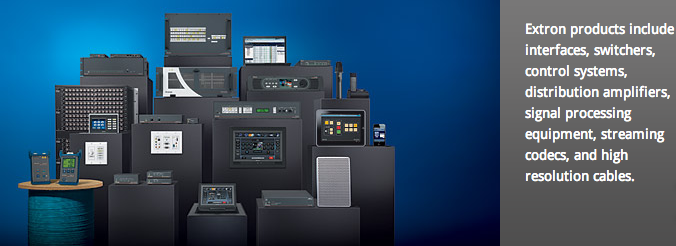 Extron products include
interfaces, switchers,
control systems,
distribution amplifiers,
signal processing
equipment, streaming
codecs, and high
resolution cables.